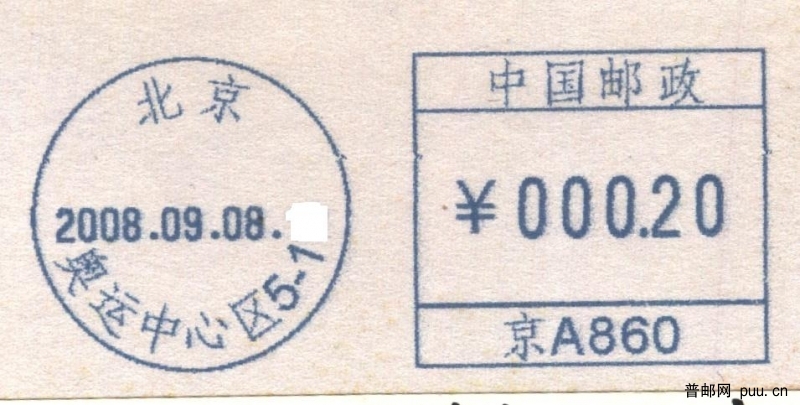 北京
2008.09.08.
奥运中心区5-1
中国邮政
¥000.20
京A860
普邮网 puu.cn